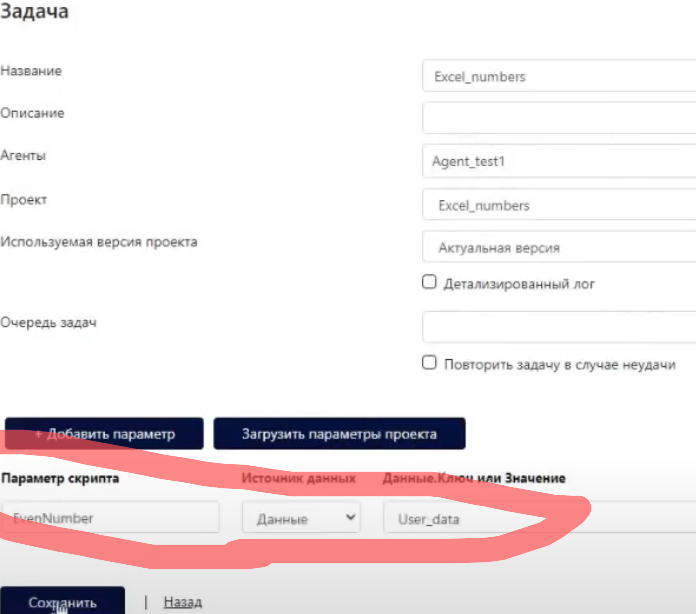 Задача
Название Excel_numbers
Описание
Агенты Agent_test1
Проект Excel_numbers
Используемая версия проекта Актуальная версия
Детализированный лог
Очередь задач
Повторить задачу в случае неудачи
+ Добавить параметр Загрузить параметры проекта
Параметр скрипта Источник данных Данные.Ключ или Значение
EvenNumber Данные User_data
Сохранить | Назад